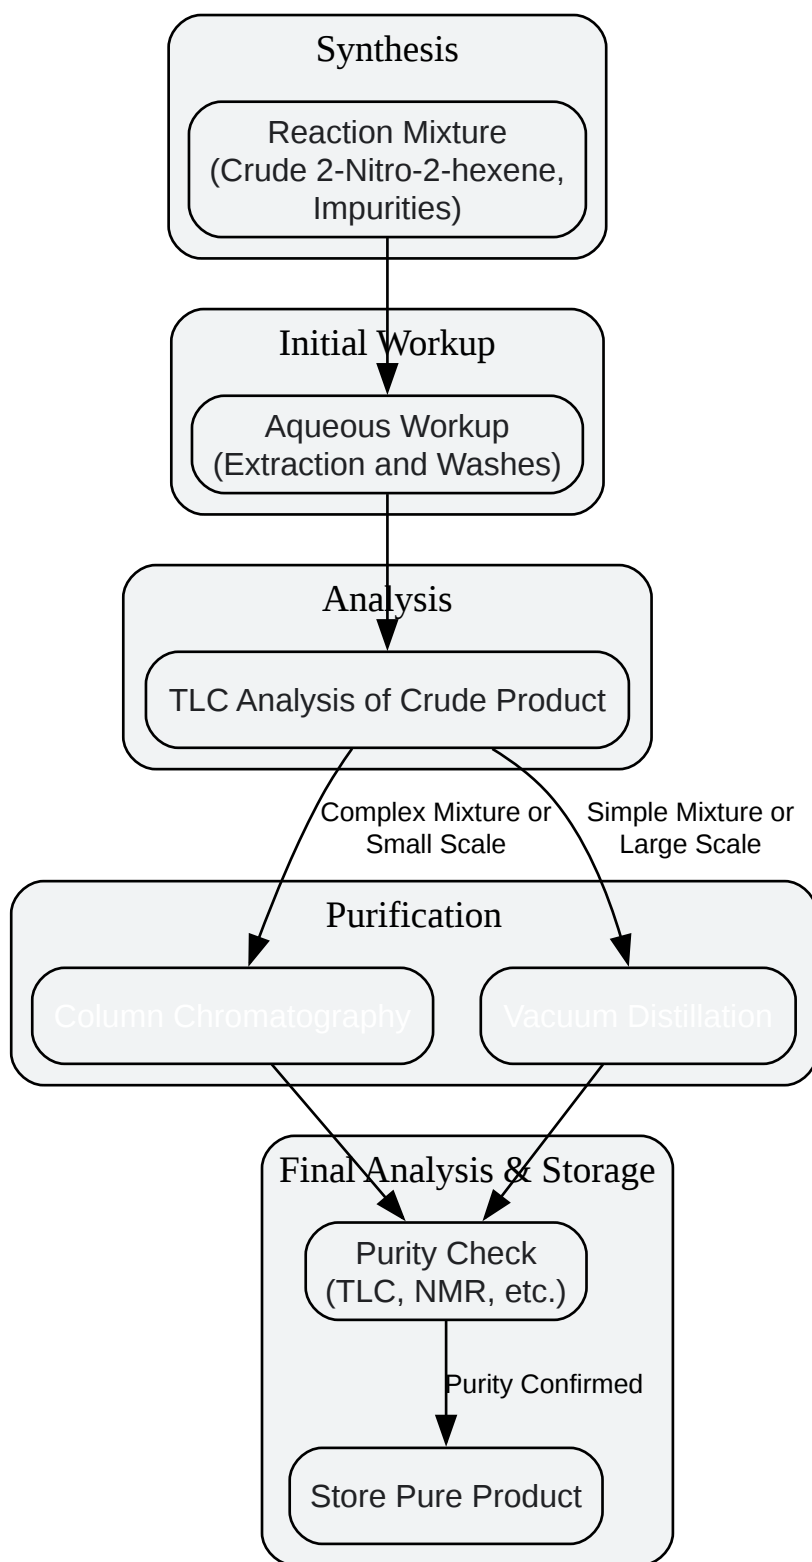 Synthesis
Reaction Mixture
(Crude 2-Nitro-2-hexene,
Impurities)
Initial Workup
Aqueous Workup
(Extraction and Washes)
Analysis
TLC Analysis of Crude Product
Complex Mixture or
Small Scale
Simple Mixture or
Large Scale
Purification
Column Chromatography
Vacuum Distillation
Final Analysis & Storage
Purity Check
(TLC, NMR, etc.)
Purity Confirmed
Store Pure Product